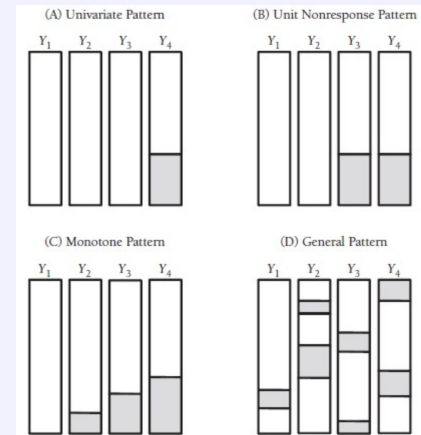 (A) Univariate Pattern
Y1 Y2 Y3 Y4
(B) Unit Nonresponse Pattern
Y1 Y2 Y3 Y4
(C) Monotone Pattern
Y1 Y2 Y3 Y4
(D) General Pattern
Y1 Y2 Y3 Y4